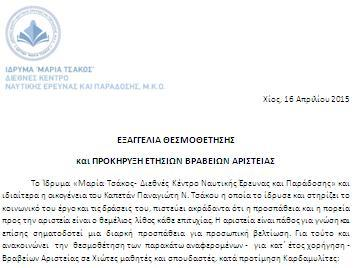 ΙΔΡΥΜΑ 'ΜΑΡΙΑ ΤΣΑΚΟΣ'
ΔΙΕΘΝΕΣ ΚΕΝΤΡΟ
ΝΑΥΤΙΚΗΣ ΕΡΕΥΝΑΣ ΚΑΙ ΠΑΡΑΔΟΣΗΣ, Μ.Κ.Ο.
Χίος, 16 Απριλίου 2015
ΕΞΑΓΓΕΛΙΑ ΘΕΣΜΟΘΕΤΗΣΗΣ
και ΠΡΟΚΗΡΥΞΗ ΕΤΗΣΙΩΝ ΒΡΑΒΕΙΩΝ ΑΡΙΣΤΕΙΑΣ
Το Ίδρυμα «Μαρία Τσάκος- Διεθνές Κέντρο Ναυτικής Έρευνας και Παράδοσης» και
ιδιαίτερα η οικογένεια του Καπετάν Παναγιώτη Ν. Τσάκου η οποία το ίδρυσε και στηρίζει το
κοινωνικό του έργο και τις δράσεις του, πιστεύει ακράδαντα ότι η προσπάθεια και η πορεία
προς την αριστεία είναι ο θεμέλιος λίθος κάθε επιτυχίας. Η αριστεία είναι πάθος για γνώση και
επίσης σηματοδοτεί μια διαρκή προσπάθεια για προσωπική βελτίωση. Για τούτο και
ανακοινώνει την θεσμοθέτηση των παρακάτω αναφερομένων - για κατ΄ έτος χορήγηση -
Βραβείων Αριστείας σε Χιώτες μαθητές και σπουδαστές, κατά προτίμηση Καρδαμυλίτες: